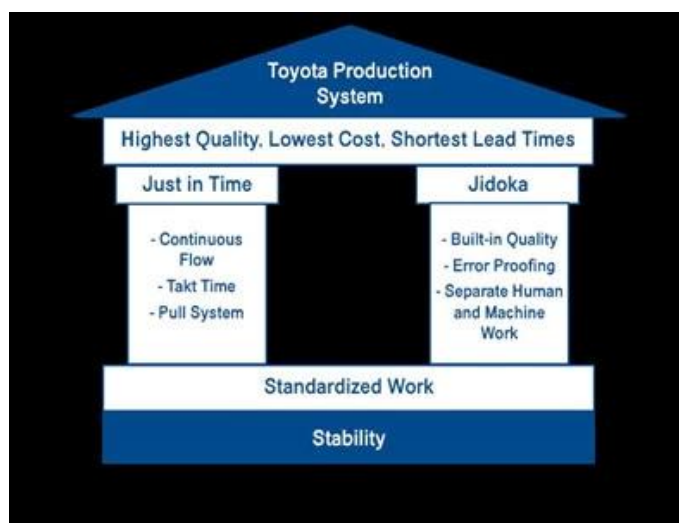 Toyota Production
System
Highest Quality, Lowest Cost, Shortest Lead Times
Just in Time
- Continuous
Flow
- Takt Time
- Pull System
Jidoka
- Built-in Quality
- Error Proofing
- Separate Human
and Machine
Work
Standardized Work
Stability